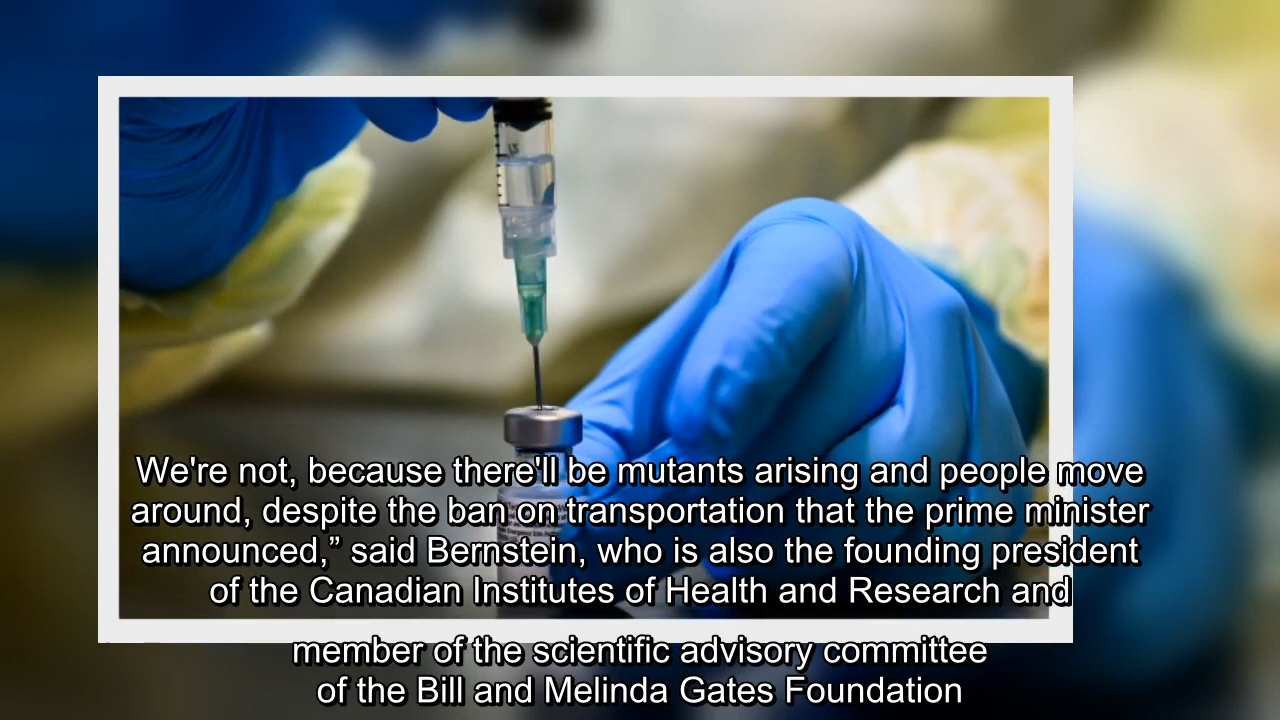 We're not, because there'll be mutants arising and people move
around, despite the ban on transportation that the prime minister
announced,” said Bernstein, who is also the founding president
of the Canadian Institutes of Health and Research and
member of the scientific advisory committee
of the Bill and Melinda Gates Foundation